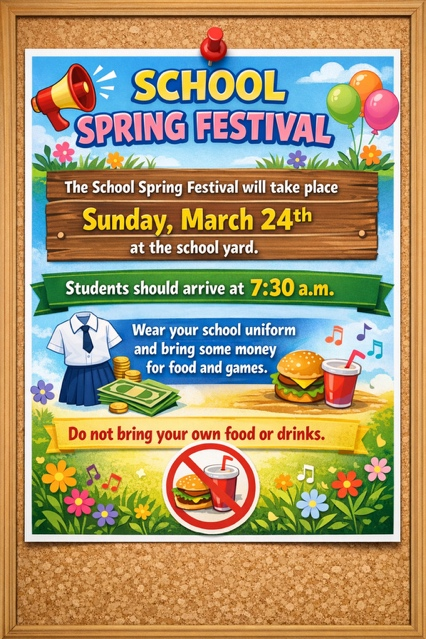 SCHOOL
SPRING FESTIVAL
The School Spring Festival will take place
Sunday, March 24th
at the school yard.
Students should arrive at 7:30 a.m.
Wear your school uniform
and bring some money
for food and games.
Do not bring your own food or drinks.